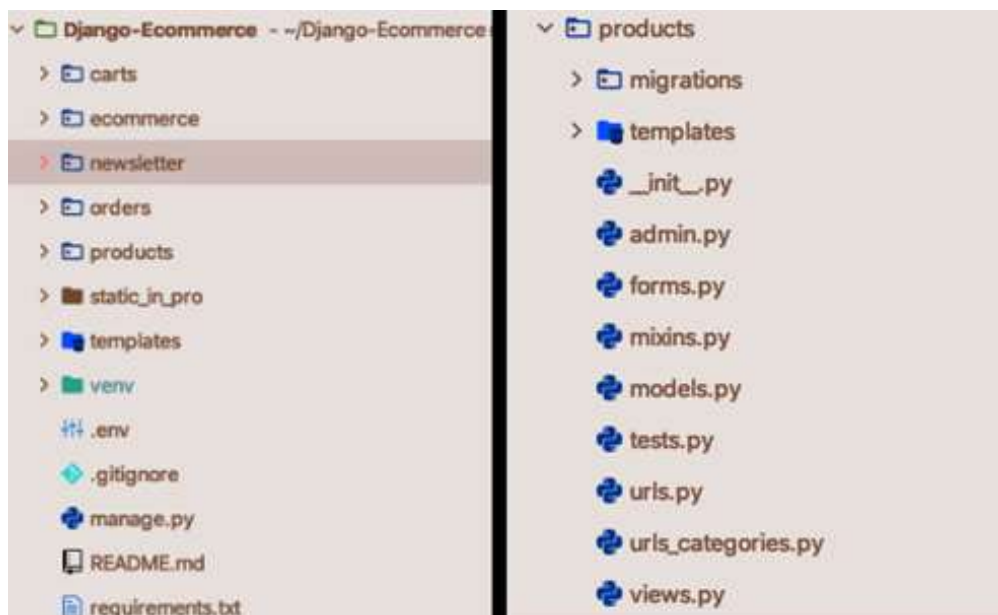 Django-Ecommerce - ~/Django-Ecommerce
carts
ecommerce
newsletter
orders
products
static_in_pro
templates
venv
.env
.gitignore
manage.py
README.md
requirements.txt
products
migrations
templates
__init__.py
admin.py
forms.py
mixins.py
models.py
tests.py
urls.py
urls_categories.py
views.py